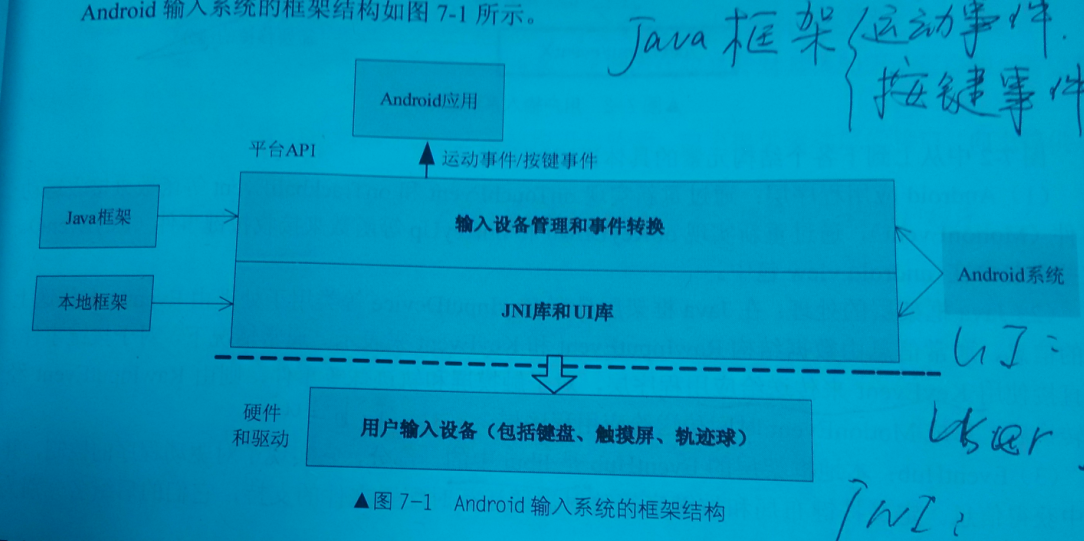 Android 输入系统的框架结构如图 7-1 所示。
Java 框架 运动事件.
按键事件
Android应用
平台API
运动事件/按键事件
Java框架
输入设备管理和事件转换
Android系统
本地框架
JNI库和UI库
UI:
硬件
和驱动
用户输入设备（包括键盘、触摸屏、轨迹球）
User
▲图 7-1 Android 输入系统的框架结构
JNI: